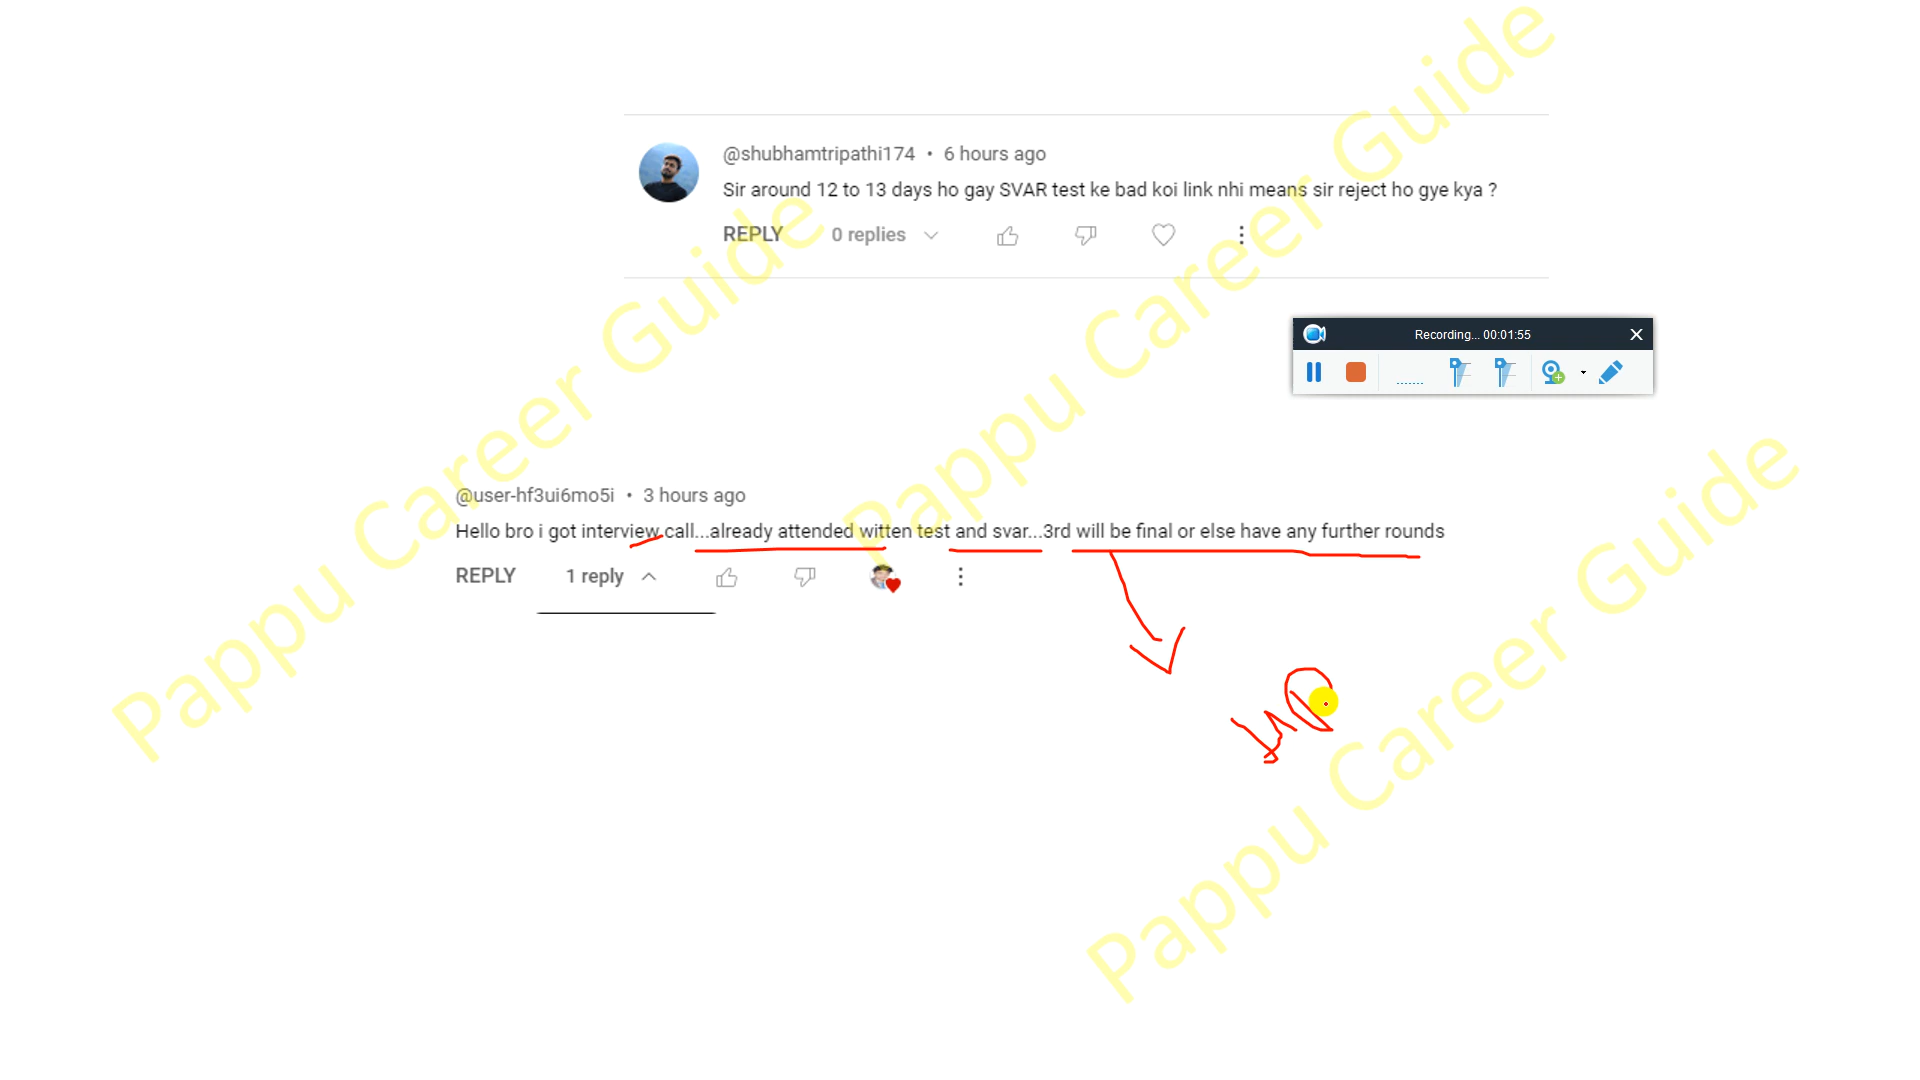 @shubhamtripathi174 • 6 hours ago
Sir around 12 to 13 days ho gay SVAR test ke bad koi link nhi means sir reject ho gye kya ?
REPLY 0 replies
Recording... 00:01:55
@user-hf3ui6mo5i • 3 hours ago
Hello bro i got interview call...already attended witten test and svar...3rd will be final or else have any further rounds
REPLY 1 reply
Pappu Career Guide
Pappu Career Guide
Pappu Career Guide